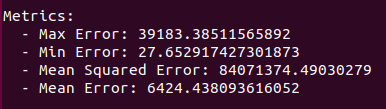 Metrics:
- Max Error: 39183.38511565892
- Min Error: 27.652917427301873
- Mean Squared Error: 84071374.49030279
- Mean Error: 6424.438093616052